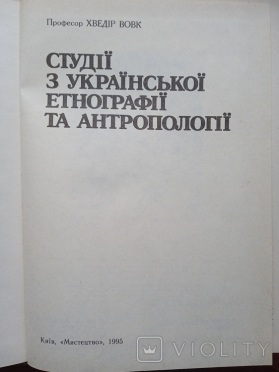 Професор ХВЕДІР ВОВК
СТУДІЇ
З УКРАЇНСЬКОЇ
ЕТНОГРАФІЇ
ТА АНТРОПОЛОГІЇ
Київ, «Мистецтво», 1995
VIOLITY